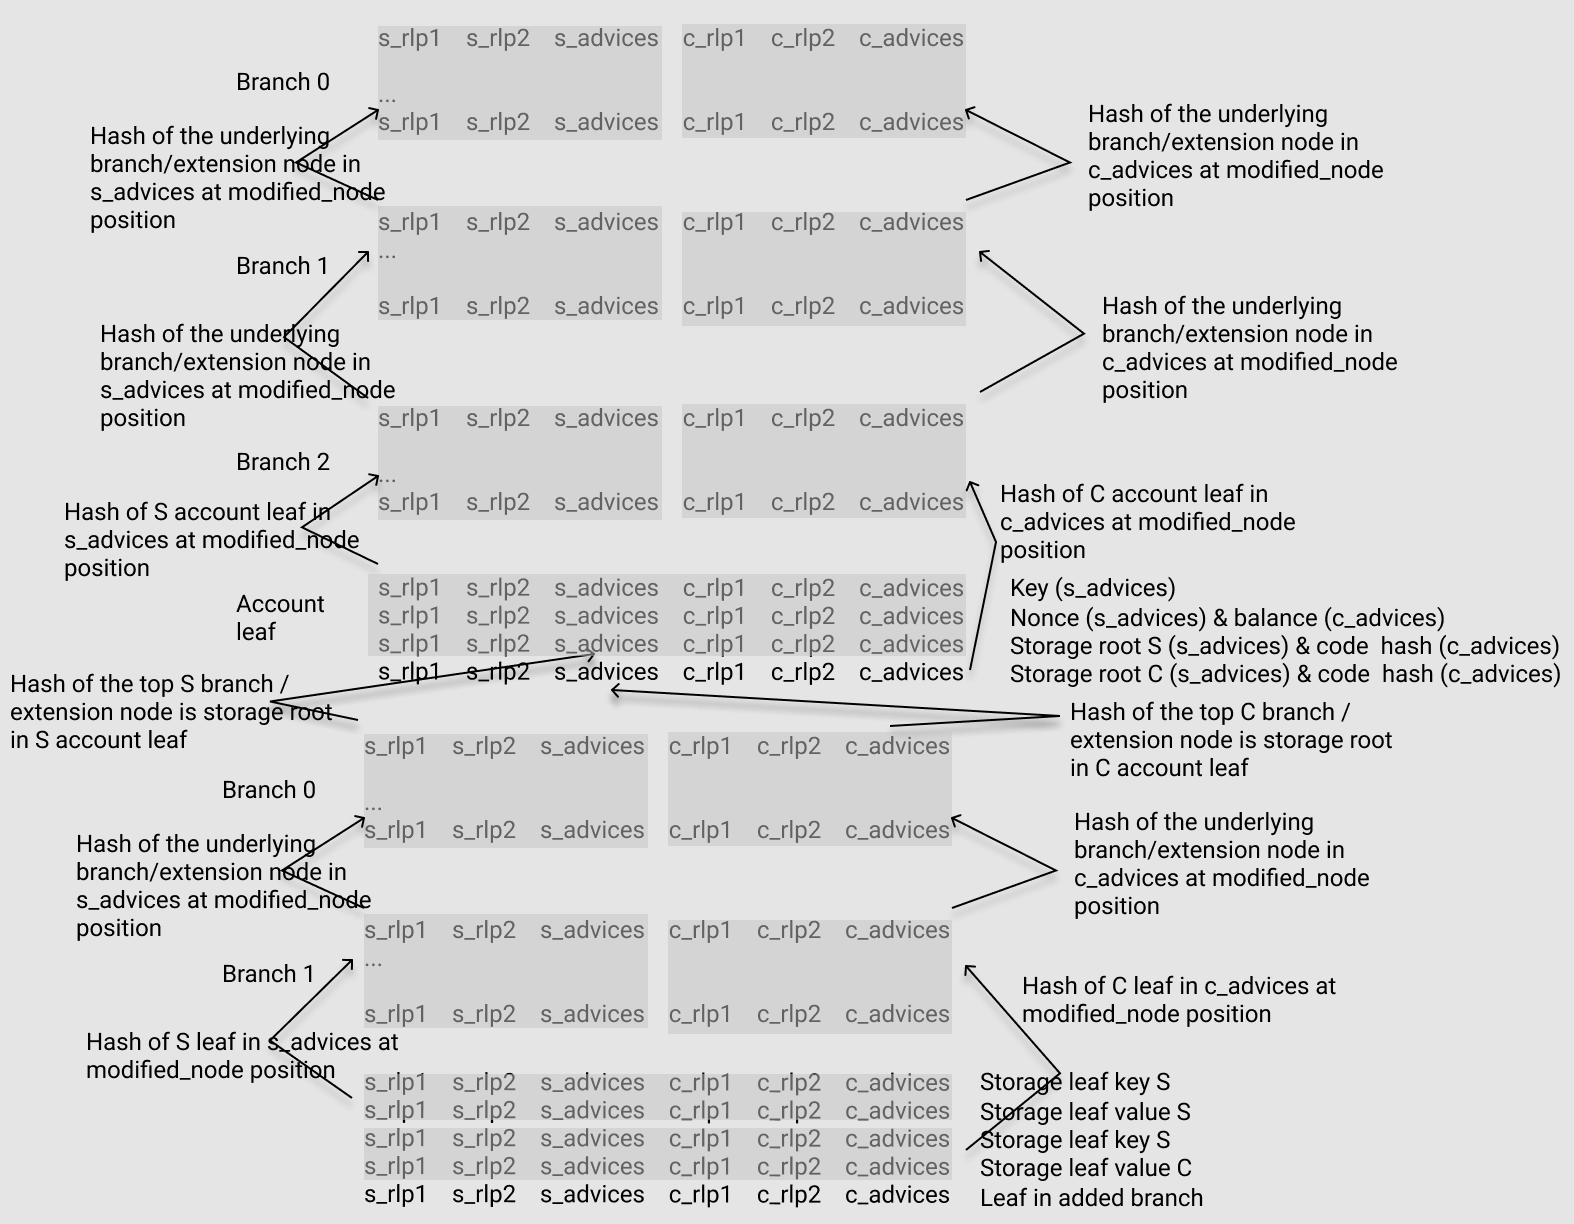 s_rlp1 s_rlp2 s_advices c_rlp1 c_rlp2 c_advices
Branch 0
...
s_rlp1 s_rlp2 s_advices c_rlp1 c_rlp2 c_advices
Hash of the underlying
branch/extension node in
s_advices at modified_node
position
Hash of the underlying
branch/extension node in
c_advices at modified_node
position
s_rlp1 s_rlp2 s_advices c_rlp1 c_rlp2 c_advices
...
Branch 1
s_rlp1 s_rlp2 s_advices c_rlp1 c_rlp2 c_advices
Hash of the underlying
branch/extension node in
s_advices at modified_node
position
Hash of the underlying
branch/extension node in
c_advices at modified_node
position
s_rlp1 s_rlp2 s_advices c_rlp1 c_rlp2 c_advices
Branch 2
...
s_rlp1 s_rlp2 s_advices c_rlp1 c_rlp2 c_advices
Hash of S account leaf in
s_advices at modified_node
position
Hash of C account leaf in
c_advices at modified_node
position
Account
leaf
s_rlp1 s_rlp2 s_advices c_rlp1 c_rlp2 c_advices Key (s_advices)
s_rlp1 s_rlp2 s_advices c_rlp1 c_rlp2 c_advices Nonce (s_advices) & balance (c_advices)
s_rlp1 s_rlp2 s_advices c_rlp1 c_rlp2 c_advices Storage root S (s_advices) & code hash (c_advices)
s_rlp1 s_rlp2 s_advices c_rlp1 c_rlp2 c_advices Storage root C (s_advices) & code hash (c_advices)
Hash of the top S branch /
extension node is storage root
in S account leaf
Hash of the top C branch /
extension node is storage root
in C account leaf
s_rlp1 s_rlp2 s_advices c_rlp1 c_rlp2 c_advices
Branch 0
...
s_rlp1 s_rlp2 s_advices c_rlp1 c_rlp2 c_advices
Hash of the underlying
branch/extension node in
s_advices at modified_node
position
Hash of the underlying
branch/extension node in
c_advices at modified_node
position
s_rlp1 s_rlp2 s_advices c_rlp1 c_rlp2 c_advices
...
Branch 1
s_rlp1 s_rlp2 s_advices c_rlp1 c_rlp2 c_advices
Hash of S leaf in s_advices at
modified_node position
Hash of C leaf in c_advices at
modified_node position
s_rlp1 s_rlp2 s_advices c_rlp1 c_rlp2 c_advices Storage leaf key S
s_rlp1 s_rlp2 s_advices c_rlp1 c_rlp2 c_advices Storage leaf value S
s_rlp1 s_rlp2 s_advices c_rlp1 c_rlp2 c_advices Storage leaf key S
s_rlp1 s_rlp2 s_advices c_rlp1 c_rlp2 c_advices Storage leaf value C
s_rlp1 s_rlp2 s_advices c_rlp1 c_rlp2 c_advices Leaf in added branch